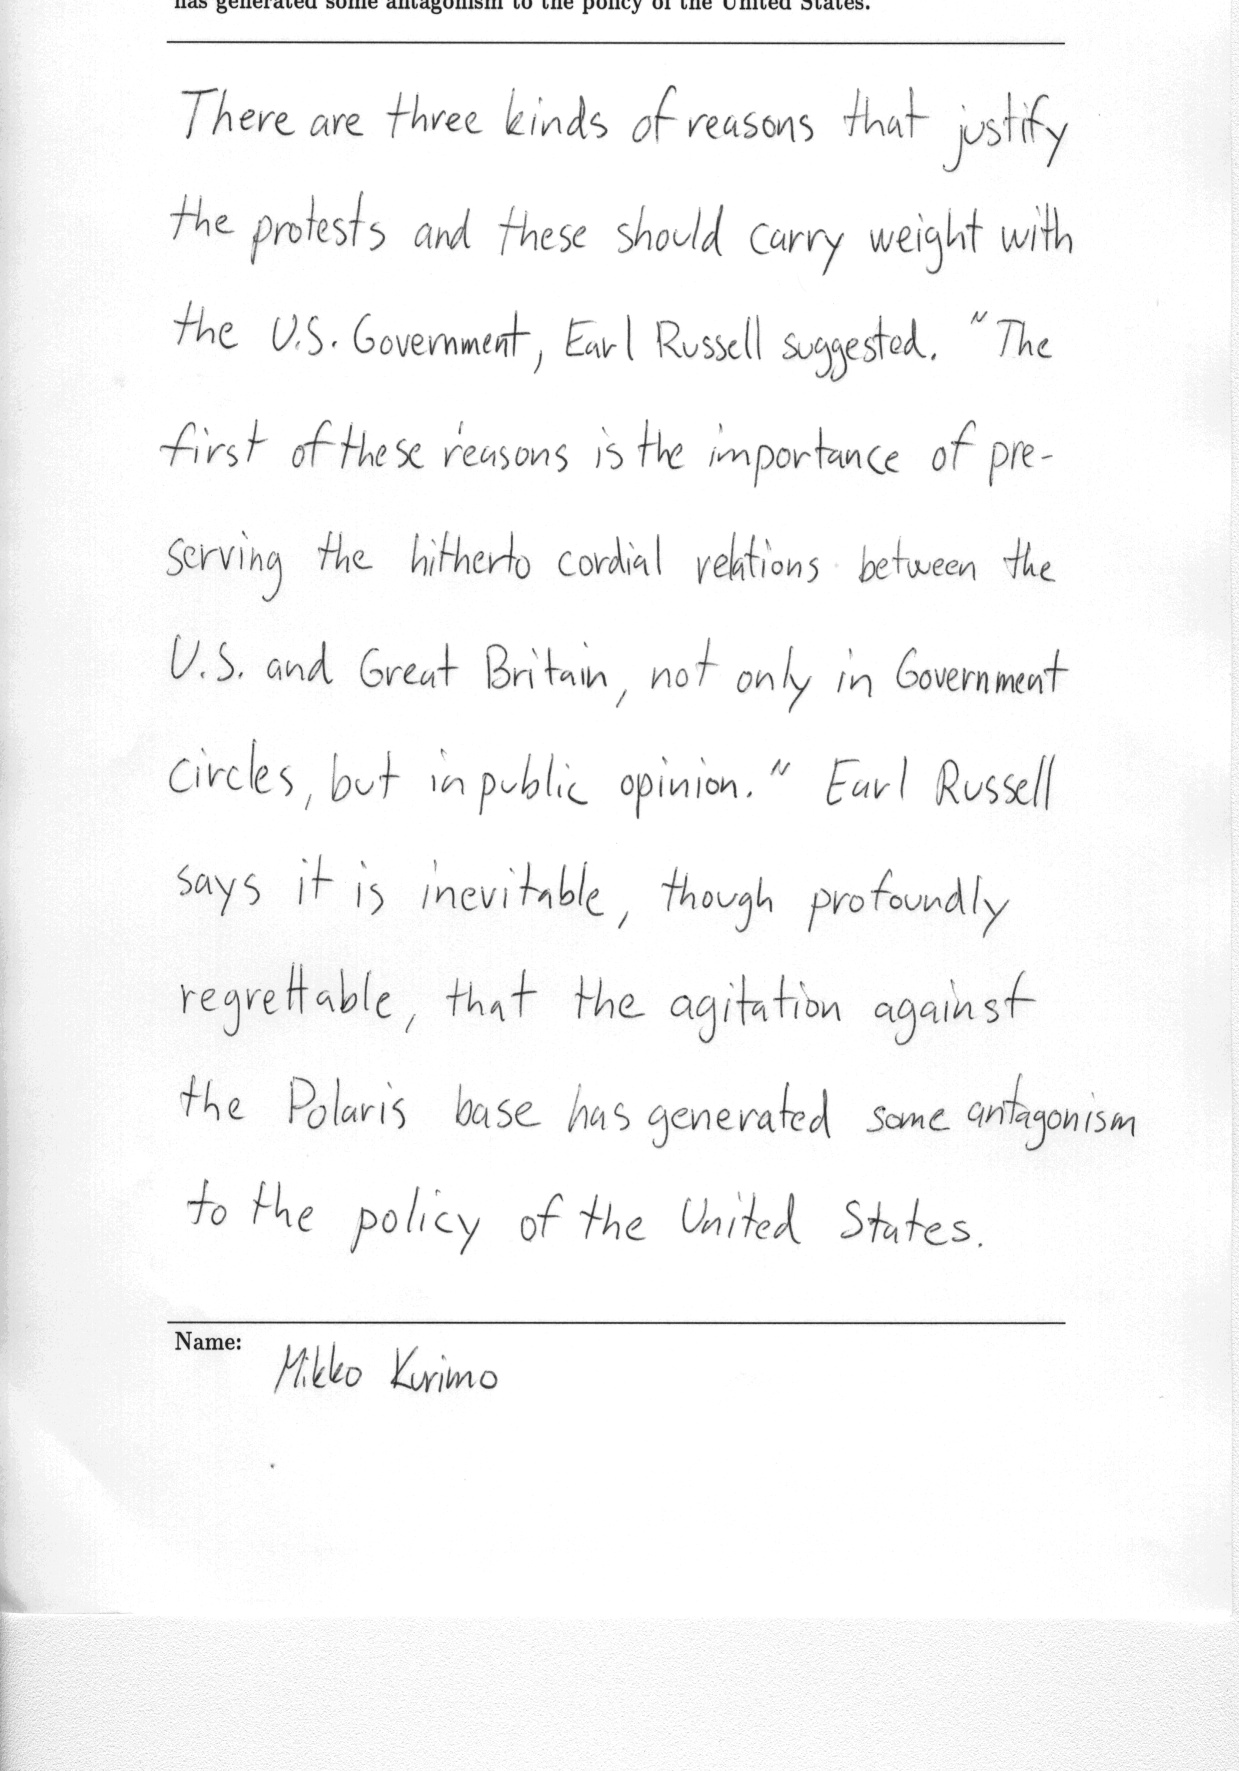 has generated some antagonism to the policy of the United States.
There are three kinds of reasons that justify
the protests and these should carry weight with
the U.S. Government, Earl Russell suggested. "The
first of these reasons is the importance of pre-
serving the hitherto cordial relations between the
U.S. and Great Britain, not only in Government
circles, but in public opinion." Earl Russell
says it is inevitable, though profoundly
regrettable, that the agitation against
the Polaris base has generated some antagonism
to the policy of the United States.
Name: Mikko Kurimo